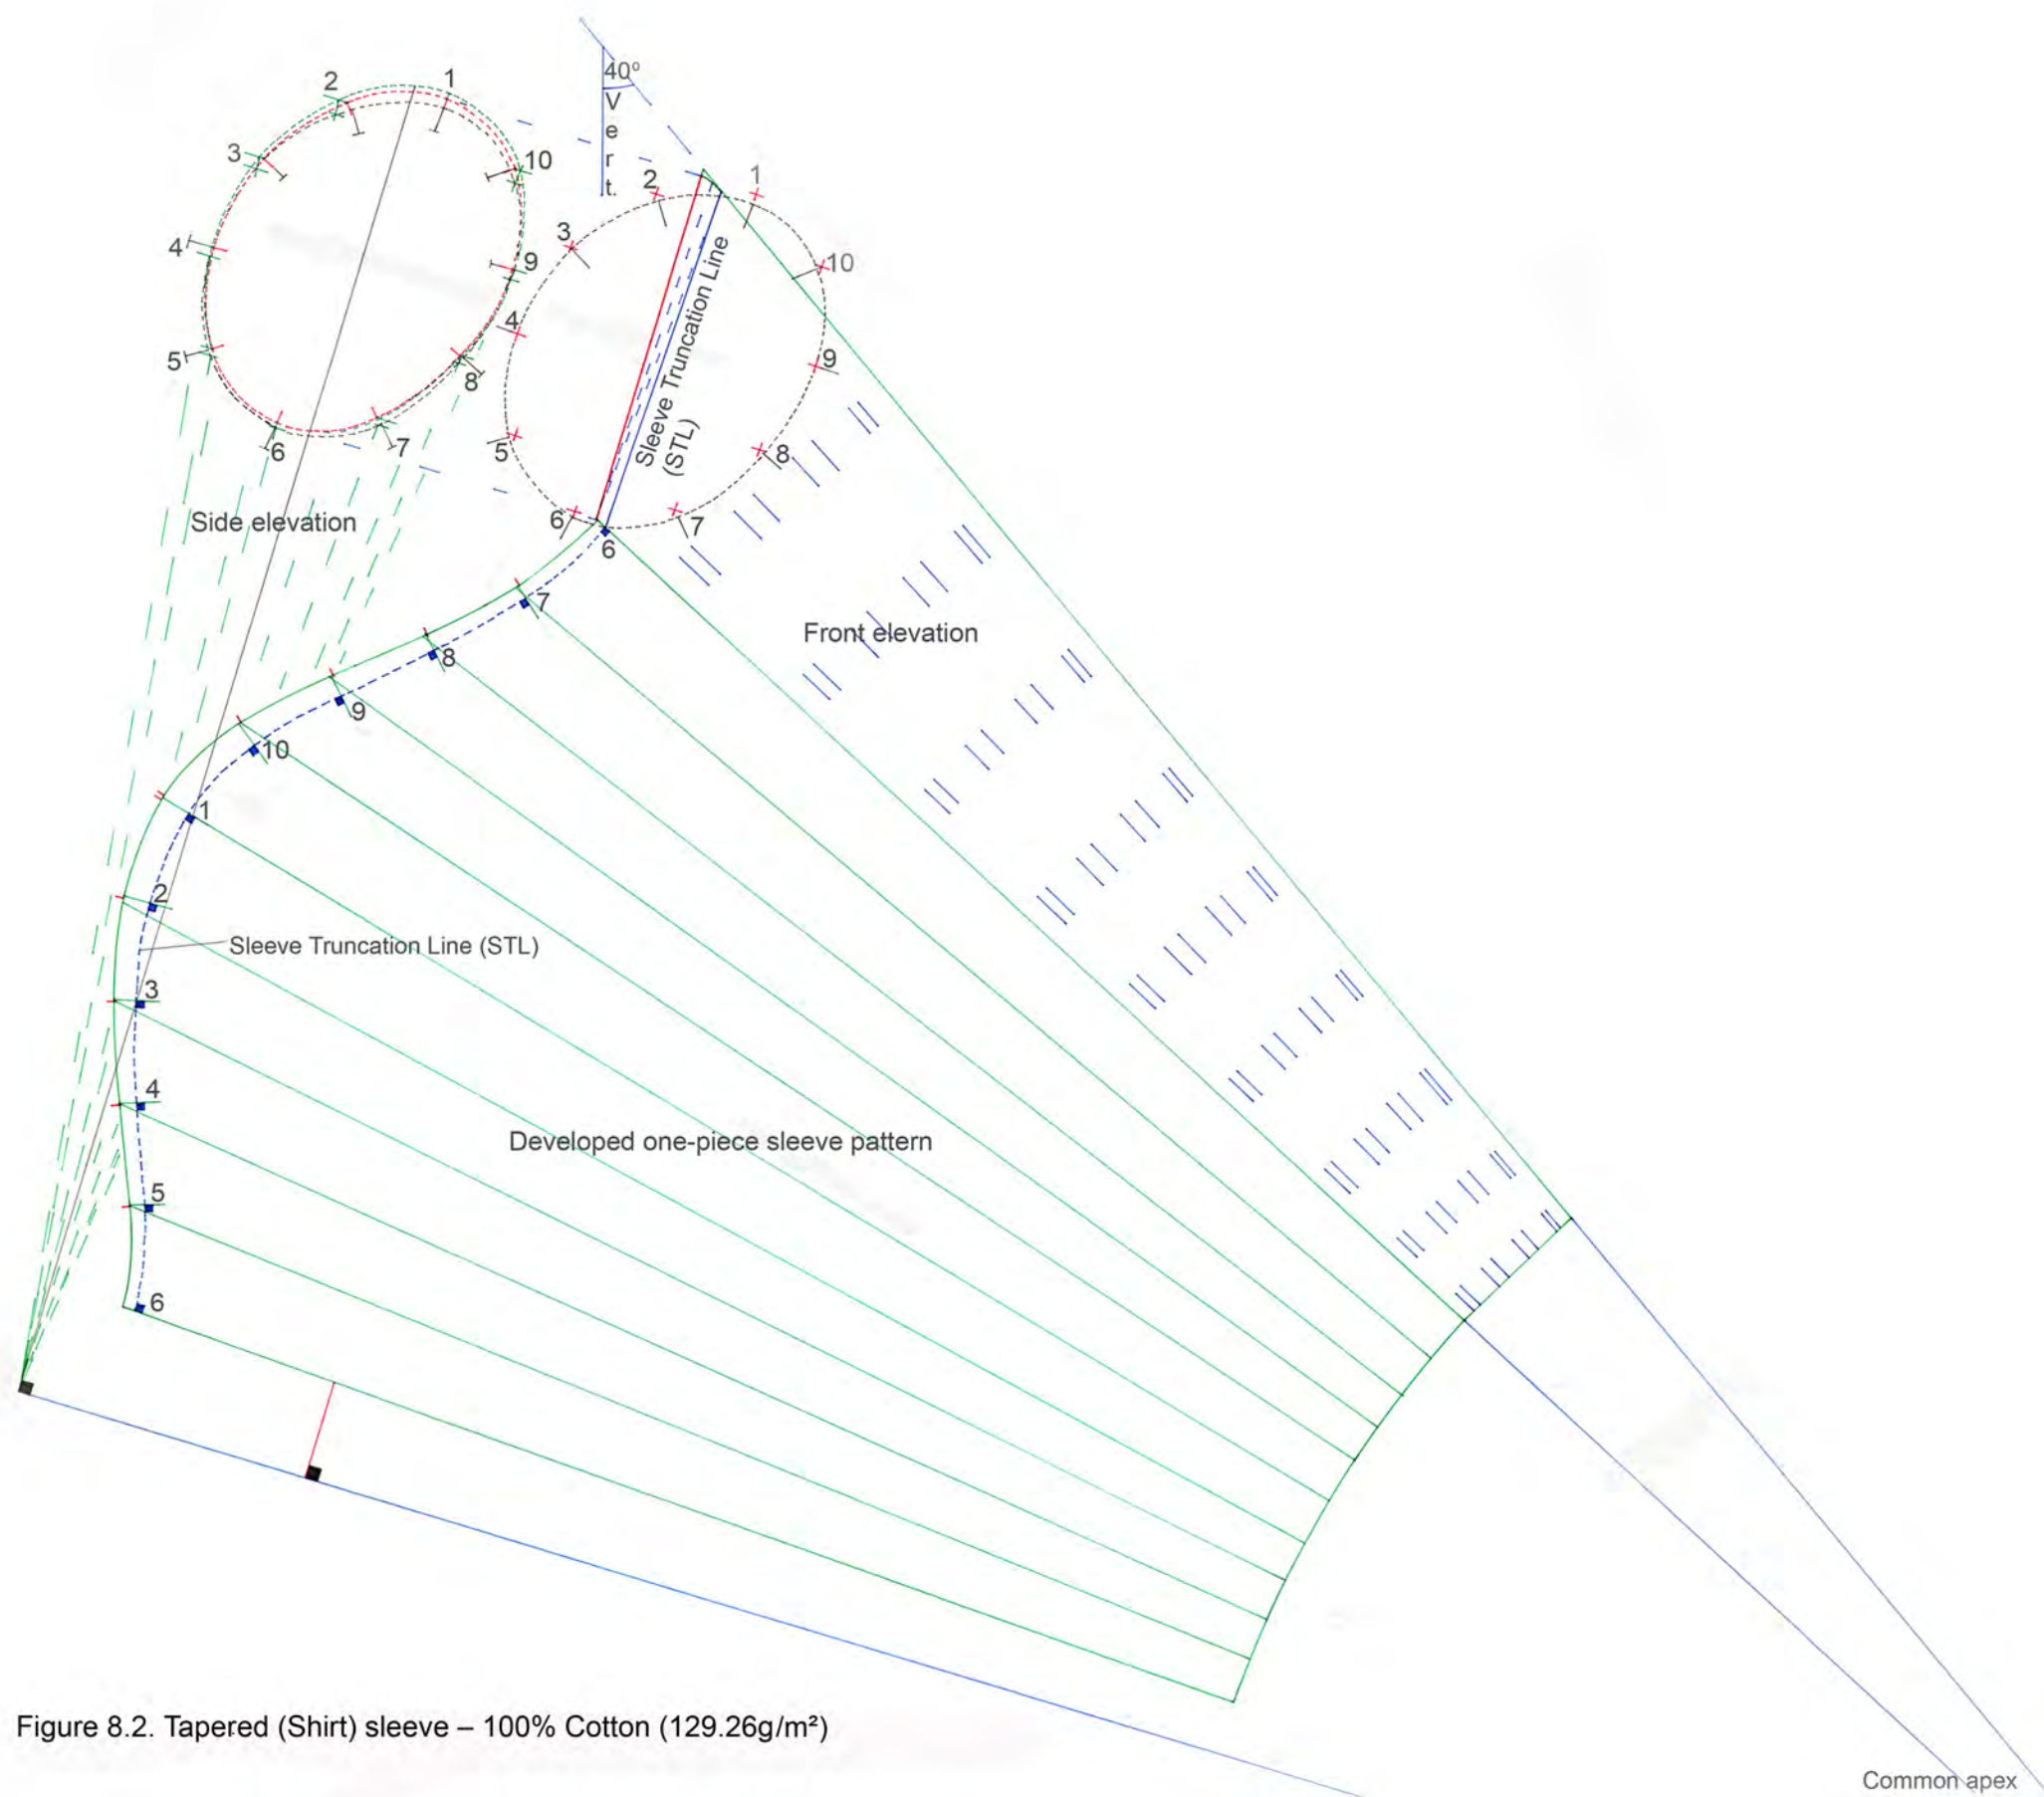 40º
V
e
r
t.
2
1
3
10
4
9
5
8
6
7
2
1
3
10
4
9
5
8
6
7
Sleeve Truncation Line
(STL)
Side elevation
6
7
8
9
10
1
2
3
4
5
6
Front elevation
Sleeve Truncation Line (STL)
Developed one-piece sleeve pattern
Figure 8.2. Tapered (Shirt) sleeve – 100% Cotton (129.26g/m²)
Common apex